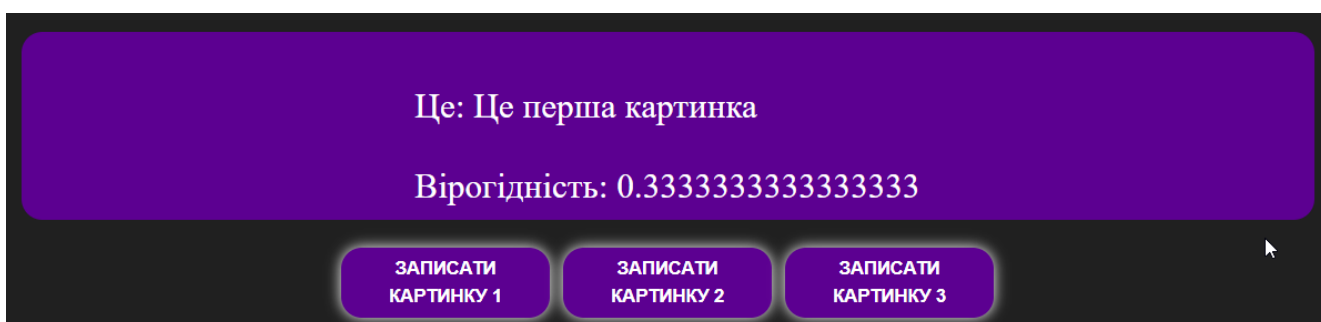 Це: Це перша картинка
Вірогідність: 0.3333333333333333
ЗАПИСАТИ ЗАПИСАТИ ЗАПИСАТИ
КАРТИНКУ 1 КАРТИНКУ 2 КАРТИНКУ 3